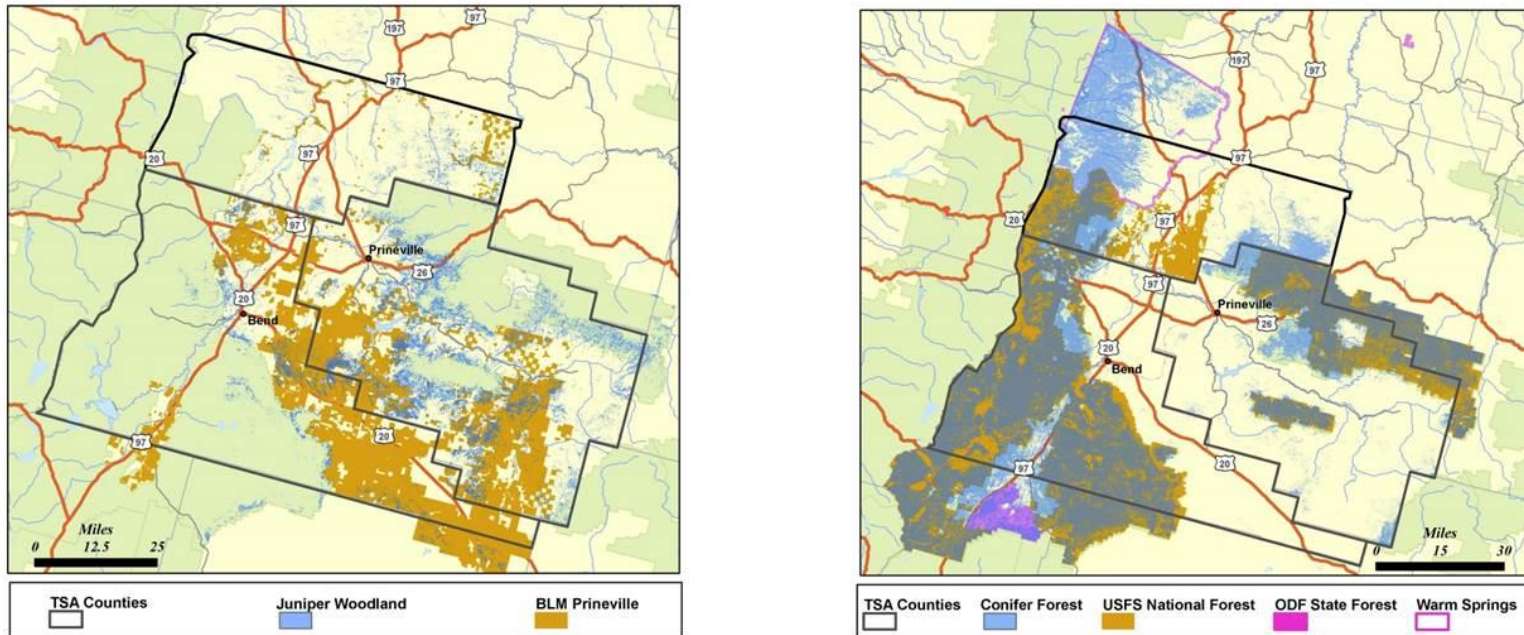 197
97
97
20
97
97
Prineville
26
20
Bend
20
97
Miles
0 12.5 25
TSA Counties Juniper Woodland BLM Prineville
97
197
97
97
97
20
97
Prineville
26
20
Bend
20
97
Miles
0 15 30
TSA Counties Conifer Forest USFS National Forest ODF State Forest Warm Springs